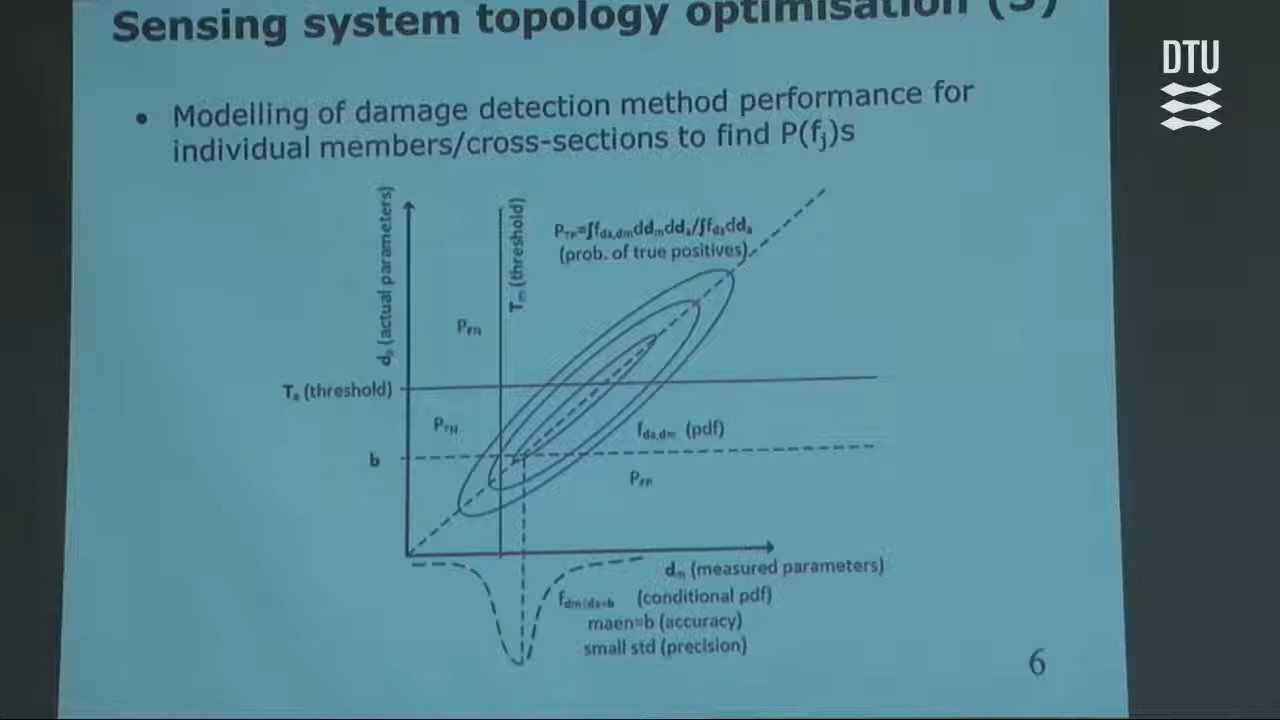 Sensing system topology optimisation (3)
DTU
• Modelling of damage detection method performance for
individual members/cross-sections to find P(fj)s
da (actual parameters)
Tm (threshold)
PTP=∫fda,dmddmdda/∫fdadda
(prob. of true positives)
PFN
Ta (threshold)
PTN
fda,dm (pdf)
b
PFP
dm (measured parameters)
fdm|da=b (conditional pdf)
maen=b (accuracy)
small std (precision)
6